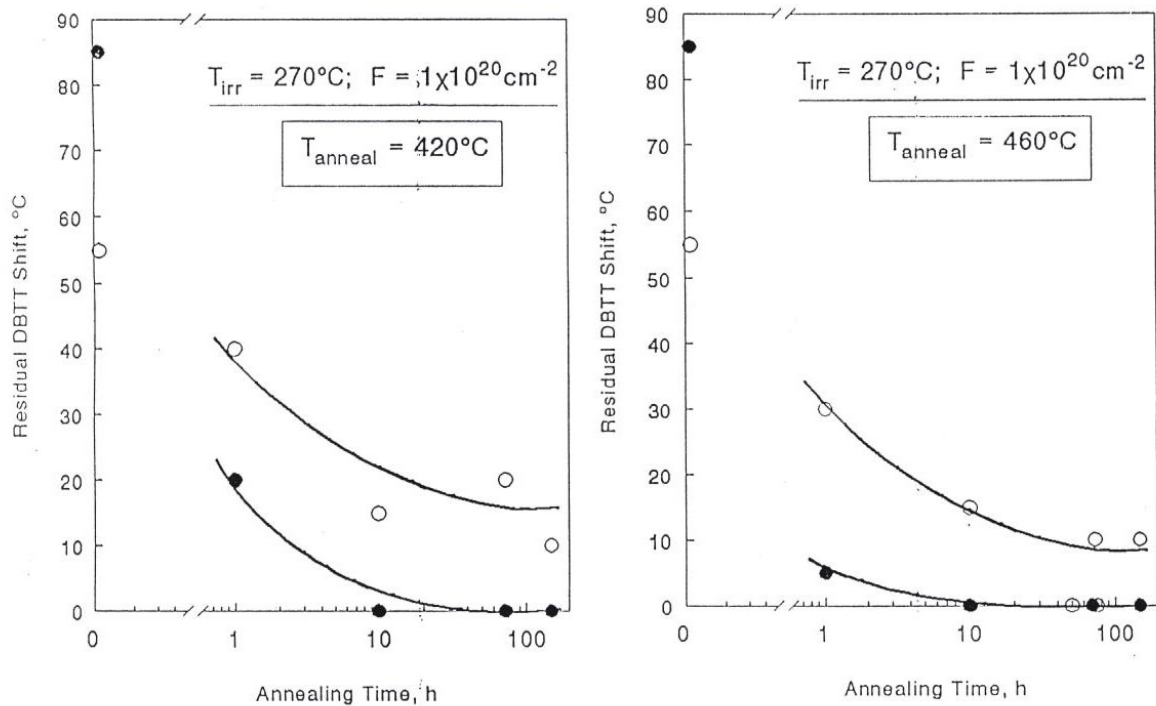 90
80
70
60
50
40
30
20
10
0
Residual DBTT Shift, °C
T_irr = 270°C; F = 1χ10^20 cm^-2
T_anneal = 420°C
0 1 10 100
Annealing Time, h
90
80
70
60
50
40
30
20
10
0
Residual DBTT Shift, °C
T_irr = 270°C; F = 1χ10^20 cm^-2
T_anneal = 460°C
0 1 10 100
Annealing Time, h